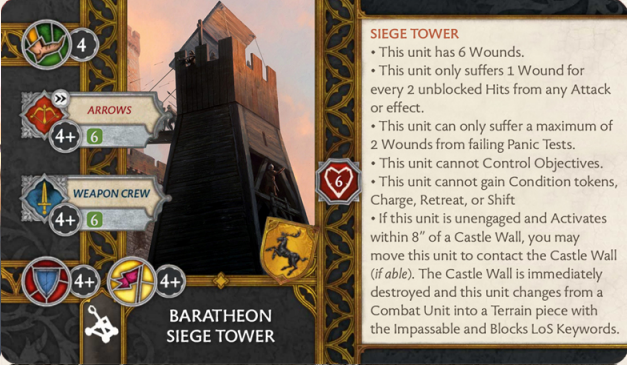 4
ARROWS
4+ 6
WEAPON CREW
4+ 6
4+ 4+
BARATHEON
SIEGE TOWER
6
SIEGE TOWER
• This unit has 6 Wounds.
• This unit only suffers 1 Wound for
every 2 unblocked Hits from any Attack
or effect.
• This unit can only suffer a maximum of
2 Wounds from failing Panic Tests.
• This unit cannot Control Objectives.
• This unit cannot gain Condition tokens,
Charge, Retreat, or Shift
• If this unit is unengaged and Activates
within 8” of a Castle Wall, you may
move this unit to contact the Castle Wall
(if able). The Castle Wall is immediately
destroyed and this unit changes from a
Combat Unit into a Terrain piece with
the Impassable and Blocks LoS Keywords.